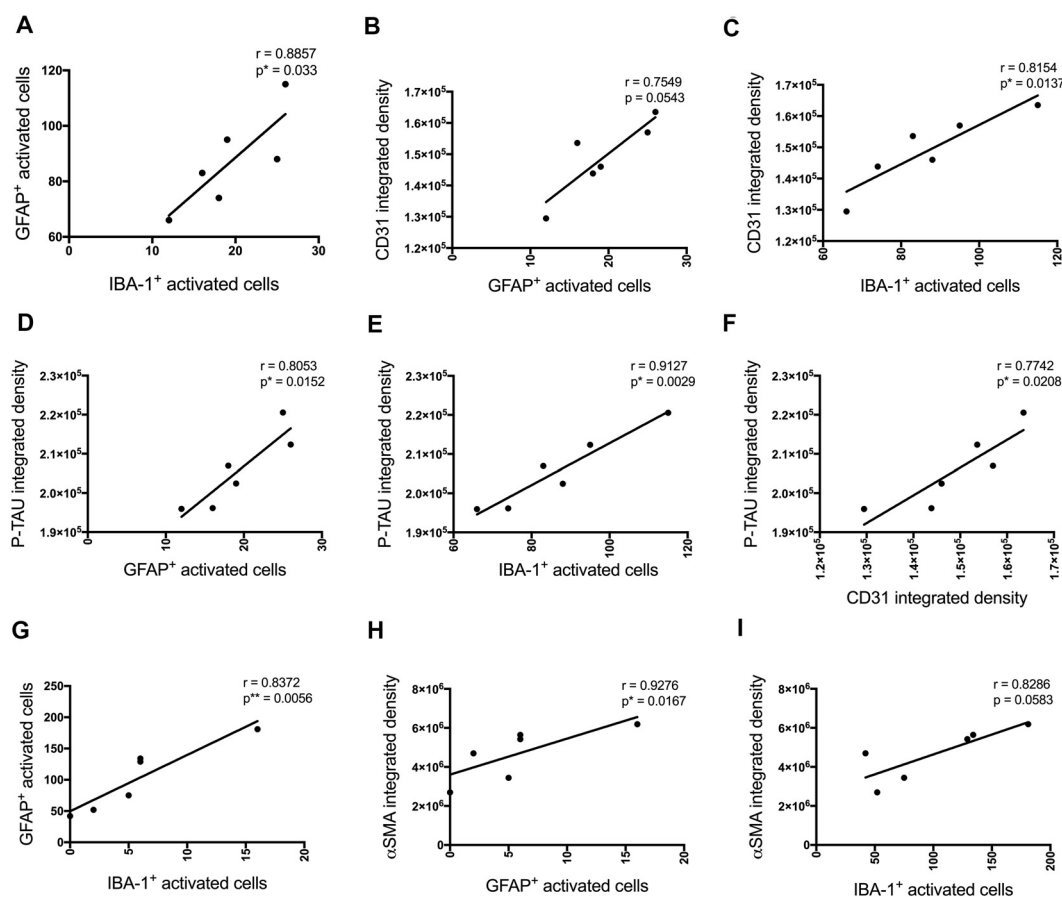 A
r = 0.8857
p* = 0.033
GFAP⁺ activated cells
120
100
80
60
0
10
20
30
IBA-1⁺ activated cells
B
r = 0.7549
p = 0.0543
CD31 integrated density
1.7×10⁵
1.6×10⁵
1.5×10⁵
1.4×10⁵
1.3×10⁵
1.2×10⁵
0
10
20
30
GFAP⁺ activated cells
C
r = 0.8154
p* = 0.0137
CD31 integrated density
1.7×10⁵
1.6×10⁵
1.5×10⁵
1.4×10⁵
1.3×10⁵
1.2×10⁵
60
80
100
120
IBA-1⁺ activated cells
D
r = 0.8053
p* = 0.0152
P-TAU integrated density
2.3×10⁵
2.2×10⁵
2.1×10⁵
2.0×10⁵
1.9×10⁵
0
10
20
30
GFAP⁺ activated cells
E
r = 0.9127
p* = 0.0029
P-TAU integrated density
2.3×10⁵
2.2×10⁵
2.1×10⁵
2.0×10⁵
1.9×10⁵
60
80
100
120
IBA-1⁺ activated cells
F
r = 0.7742
p* = 0.0208
P-TAU integrated density
2.3×10⁵
2.2×10⁵
2.1×10⁵
2.0×10⁵
1.9×10⁵
1.2×10⁵
1.3×10⁵
1.4×10⁵
1.5×10⁵
1.6×10⁵
1.7×10⁵
CD31 integrated density
G
r = 0.8372
p** = 0.0056
GFAP⁺ activated cells
250
200
150
100
50
0
0
5
10
15
20
IBA-1⁺ activated cells
H
r = 0.9276
p* = 0.0167
αSMA integrated density
8×10⁶
6×10⁶
4×10⁶
2×10⁶
0
0
5
10
15
20
GFAP⁺ activated cells
I
r = 0.8286
p = 0.0583
αSMA integrated density
8×10⁶
6×10⁶
4×10⁶
2×10⁶
0
0
50
100
150
200
IBA-1⁺ activated cells